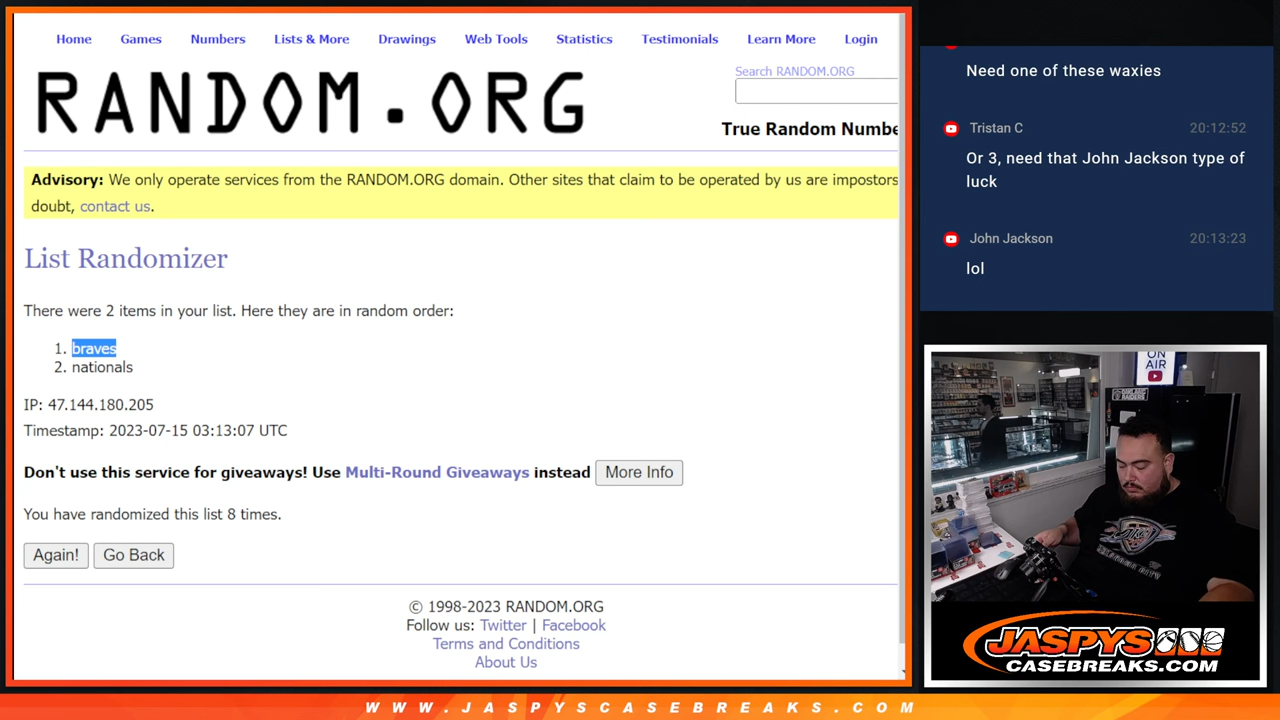 Home Games Numbers Lists & More Drawings Web Tools Statistics Testimonials Learn More Login
RANDOM.ORG
Search RANDOM.ORG
True Random Numbe
Advisory: We only operate services from the RANDOM.ORG domain. Other sites that claim to be operated by us are impostors
doubt, contact us.
List Randomizer
There were 2 items in your list. Here they are in random order:
1. braves
2. nationals
IP: 47.144.180.205
Timestamp: 2023-07-15 03:13:07 UTC
Don't use this service for giveaways! Use Multi-Round Giveaways instead More Info
You have randomized this list 8 times.
Again! Go Back
© 1998-2023 RANDOM.ORG
Follow us: Twitter | Facebook
Terms and Conditions
About Us
Need one of these waxies
Tristan C 20:12:52
Or 3, need that John Jackson type of
luck
John Jackson 20:13:23
lol
ON
AIR
JASPYS
CASEBREAKS.COM
WWW.JASPYSCASEBREAKS.COM